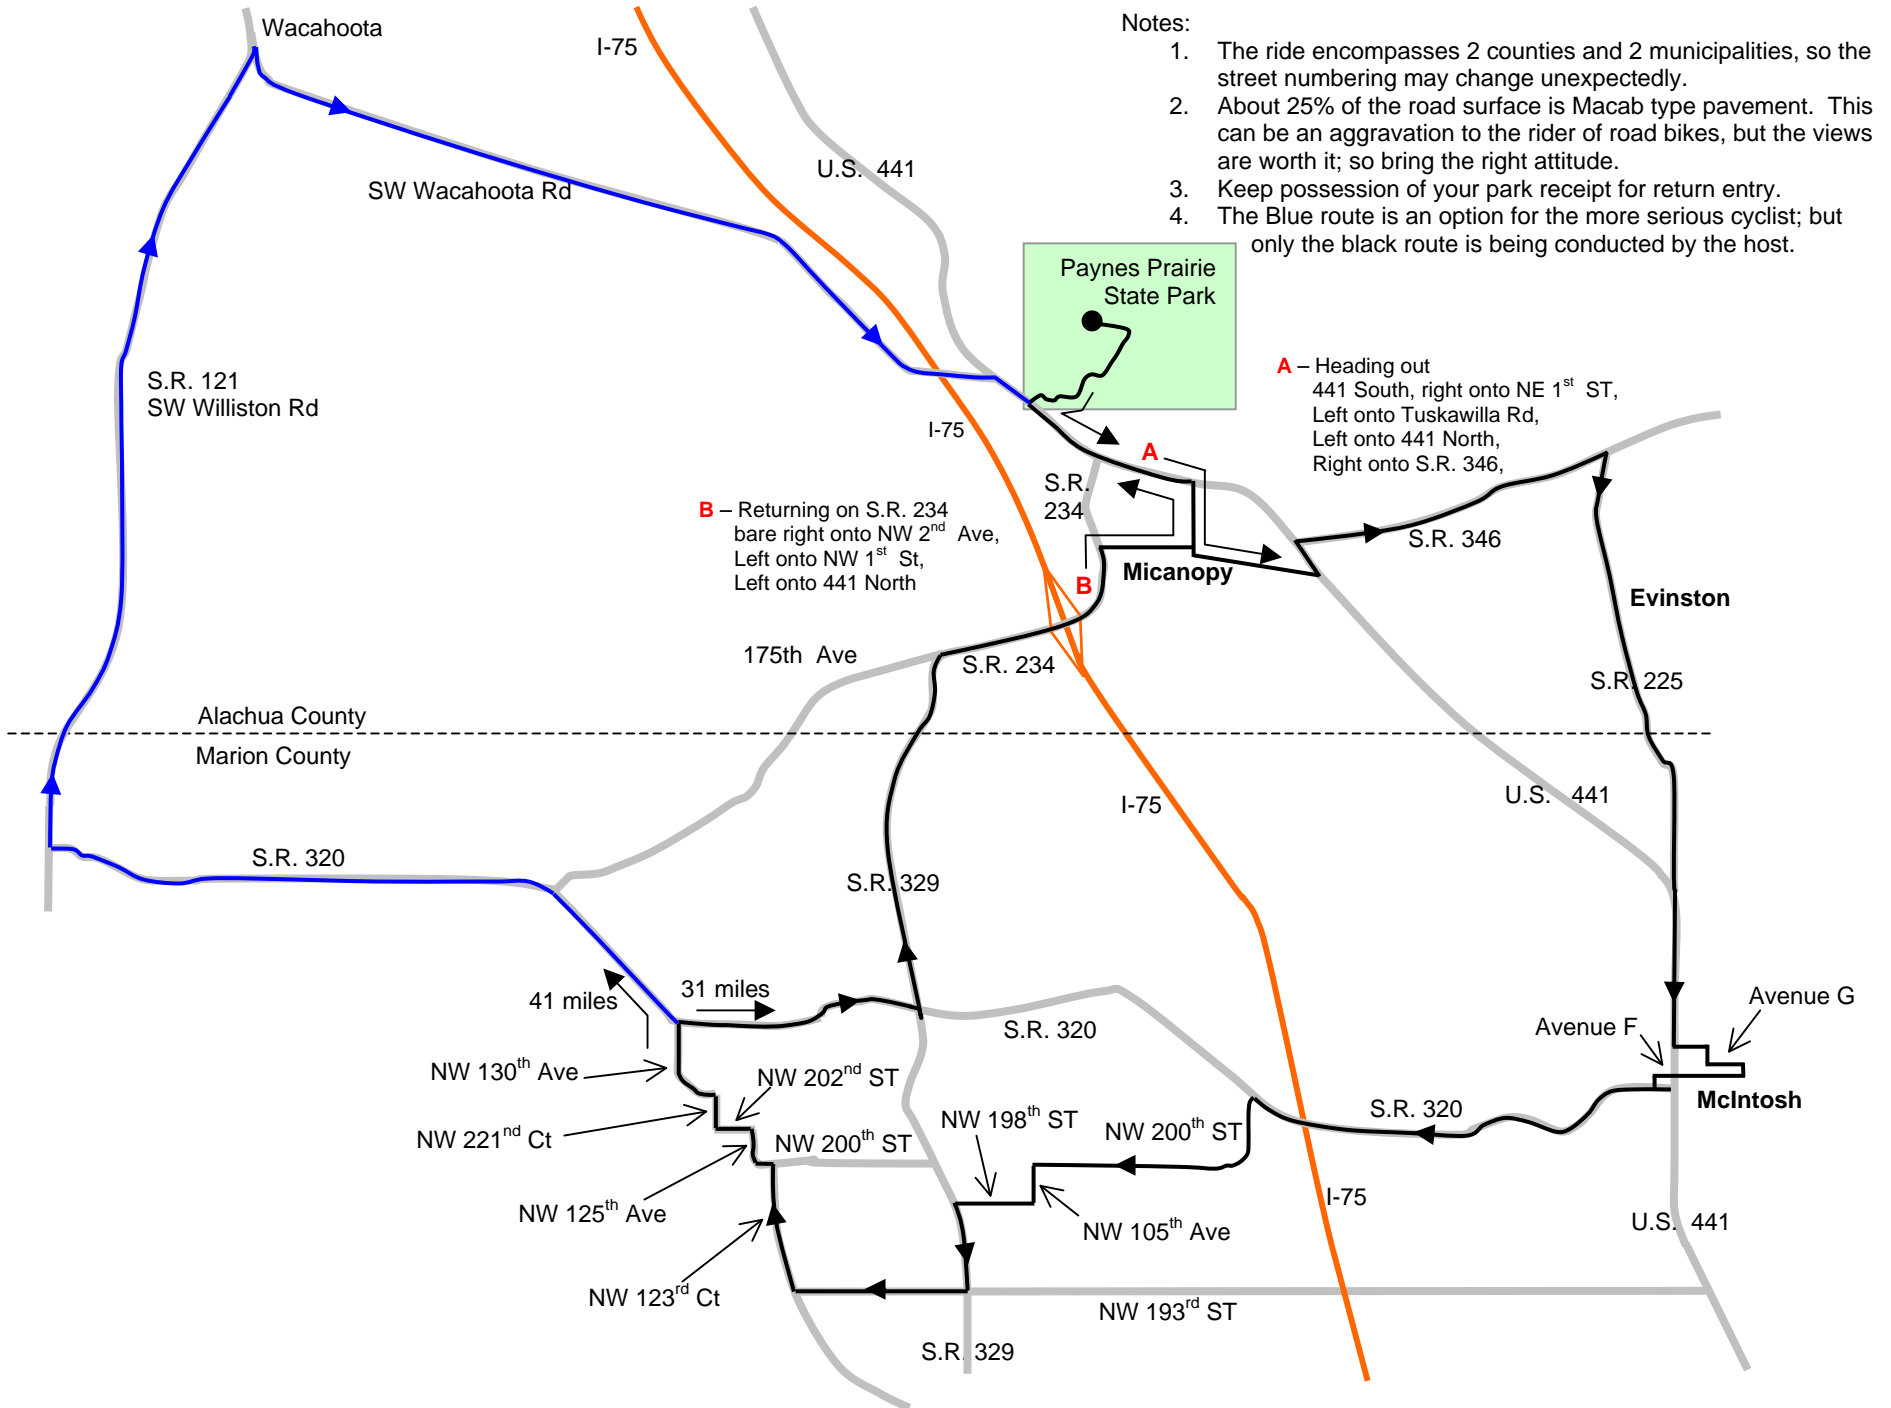 Wacahoota
I-75
U.S. 441
Notes:
1. The ride encompasses 2 counties and 2 municipalities, so the
street numbering may change unexpectedly.
2. About 25% of the road surface is Macab type pavement. This
can be an aggravation to the rider of road bikes, but the views
are worth it; so bring the right attitude.
3. Keep possession of your park receipt for return entry.
4. The Blue route is an option for the more serious cyclist; but
only the black route is being conducted by the host.
SW Wacahoota Rd
Paynes Prairie
State Park
S.R. 121
SW Williston Rd
A – Heading out
441 South, right onto NE 1st ST,
Left onto Tuskawilla Rd,
Left onto 441 North,
Right onto S.R. 346,
I-75
A
S.R.
234
B – Returning on S.R. 234
bare right onto NW 2nd Ave,
Left onto NW 1st St,
Left onto 441 North
S.R. 346
B
Micanopy
Evinston
175th Ave
S.R. 234
S.R. 225
Alachua County
Marion County
I-75
U.S. 441
S.R. 320
S.R. 329
41 miles
31 miles
S.R. 320
Avenue G
Avenue F
NW 130th Ave
NW 202nd ST
McIntosh
S.R. 320
NW 221nd Ct
NW 200th ST
NW 198th ST
NW 200th ST
NW 125th Ave
NW 105th Ave
I-75
U.S. 441
NW 123rd Ct
NW 193rd ST
S.R. 329